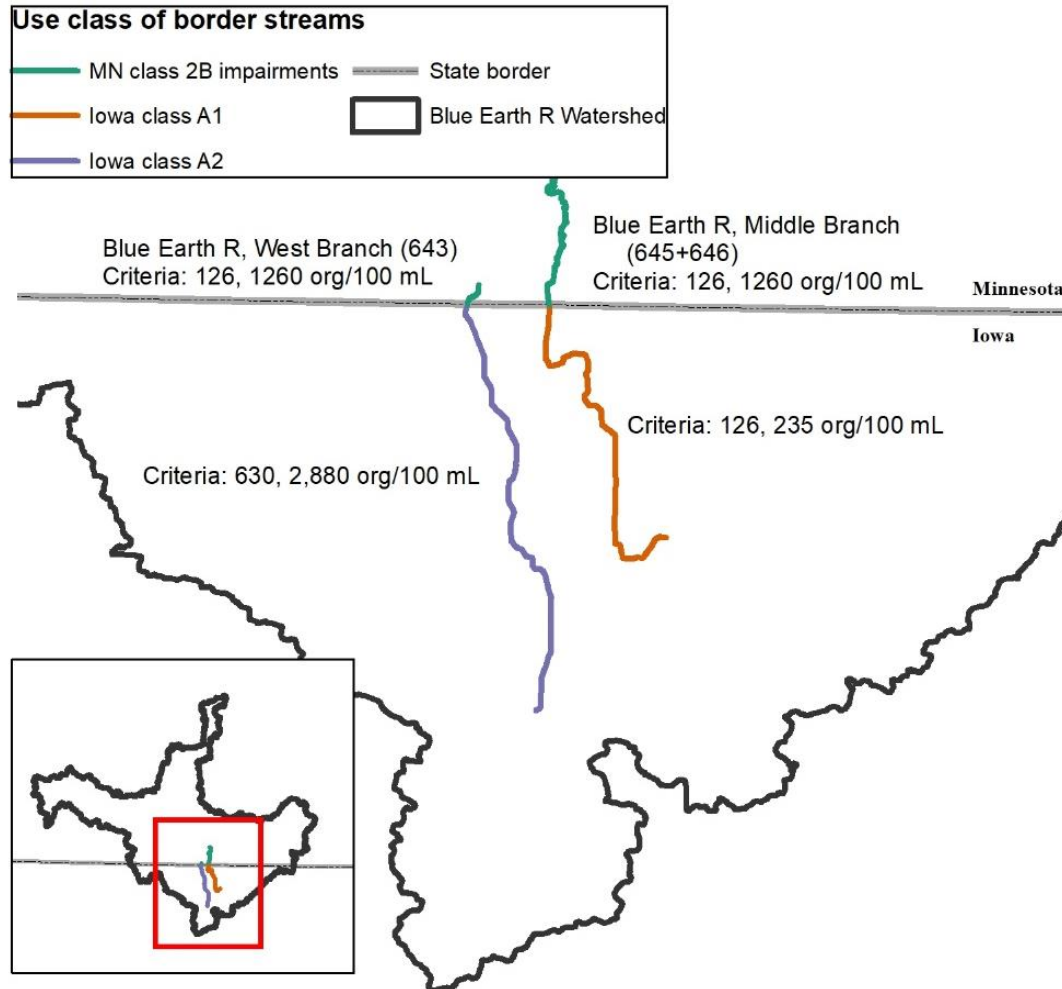 Use class of border streams
MN class 2B impairments
State border
Iowa class A1
Blue Earth R Watershed
Iowa class A2
Blue Earth R, West Branch (643)
Criteria: 126, 1260 org/100 mL
Blue Earth R, Middle Branch
(645+646)
Criteria: 126, 1260 org/100 mL
Minnesota
Iowa
Criteria: 126, 235 org/100 mL
Criteria: 630, 2,880 org/100 mL